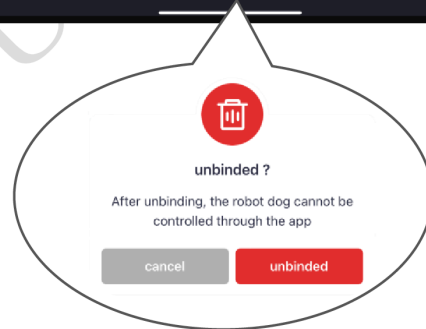 unbinded ?
After unbinding, the robot dog cannot be
controlled through the app
cancel
unbinded